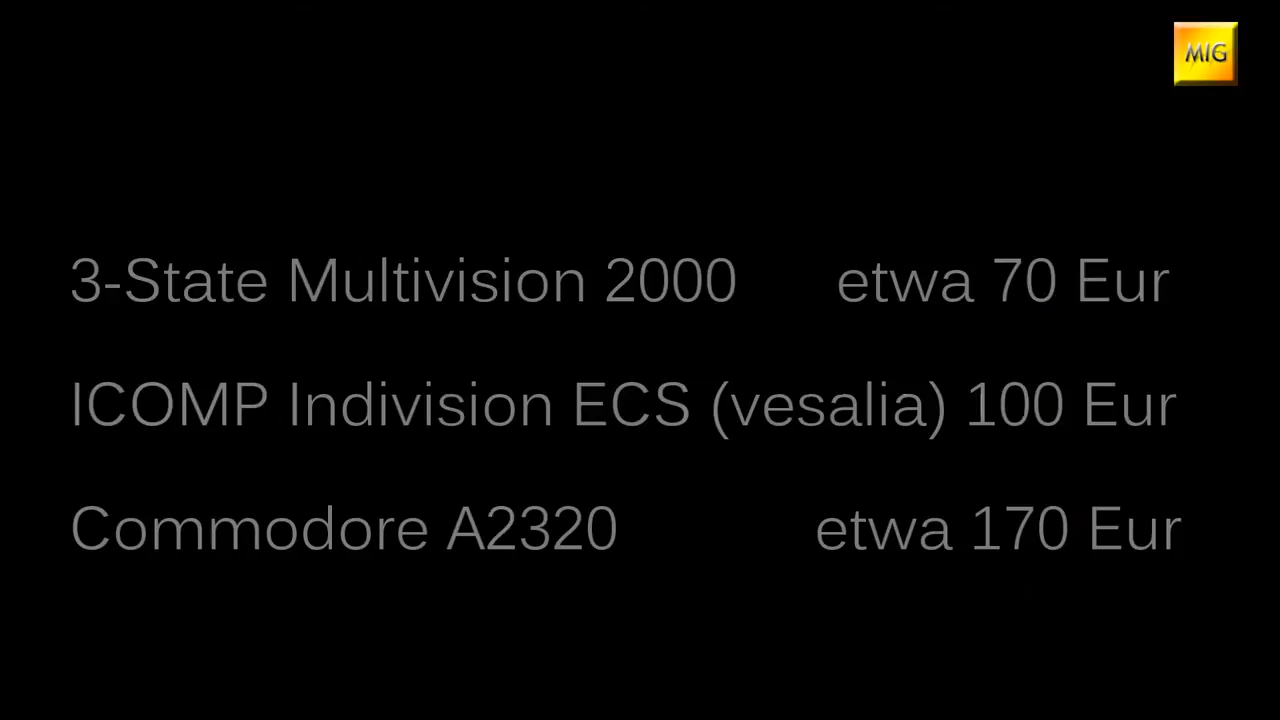 MIG
3-State Multivision 2000 etwa 70 Eur
ICOMP Indivision ECS (vesalia) 100 Eur
Commodore A2320 etwa 170 Eur